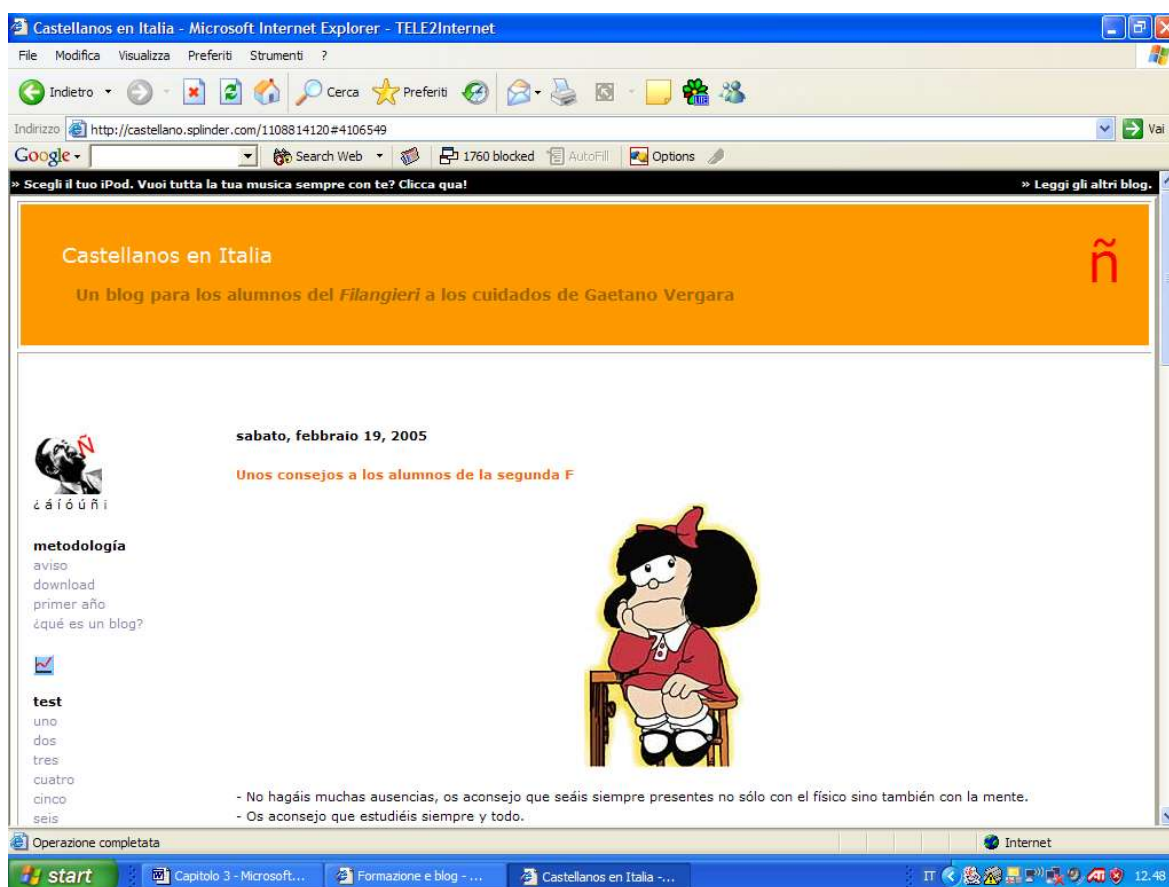 Castellanos en Italia - Microsoft Internet Explorer - TELE2Internet
File Modifica Visualizza Preferiti Strumenti ?
Indietro Cerca Preferiti
Indirizzo http://castellano.splinder.com/1108814120#4106549 Vai
Google Search Web 1760 blocked AutoFill Options
» Scegli il tuo iPod. Vuoi tutta la tua musica sempre con te? Clicca qua! » Leggi gli altri blog.
Castellanos en Italia
ñ
Un blog para los alumnos del Filangieri a los cuidados de Gaetano Vergara
sabato, febbraio 19, 2005
Unos consejos a los alumnos de la segunda F
Ñ
¿ á í ó ú ñ ¡
metodología
aviso
download
primer año
¿qué es un blog?
test
uno
dos
tres
cuatro
cinco
seis
- No hagáis muchas ausencias, os aconsejo que seáis siempre presentes no sólo con el físico sino también con la mente.
- Os aconsejo que estudiéis siempre y todo.
Operazione completata Internet
start Capitolo 3 - Microsoft... Formazione e blog - ... Castellanos en Italia -... IT 12.48